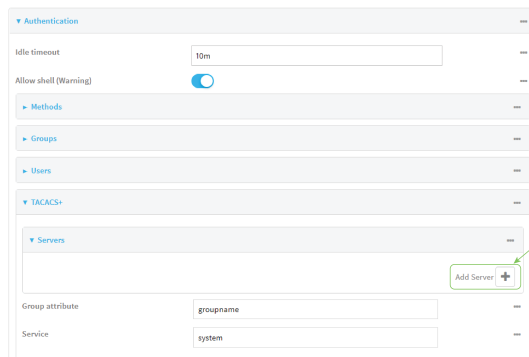 Authentication
Idle timeout 10m
Allow shell (Warning)
Methods
Groups
Users
TACACS+
Servers
Add Server
Group attribute groupname
Service system